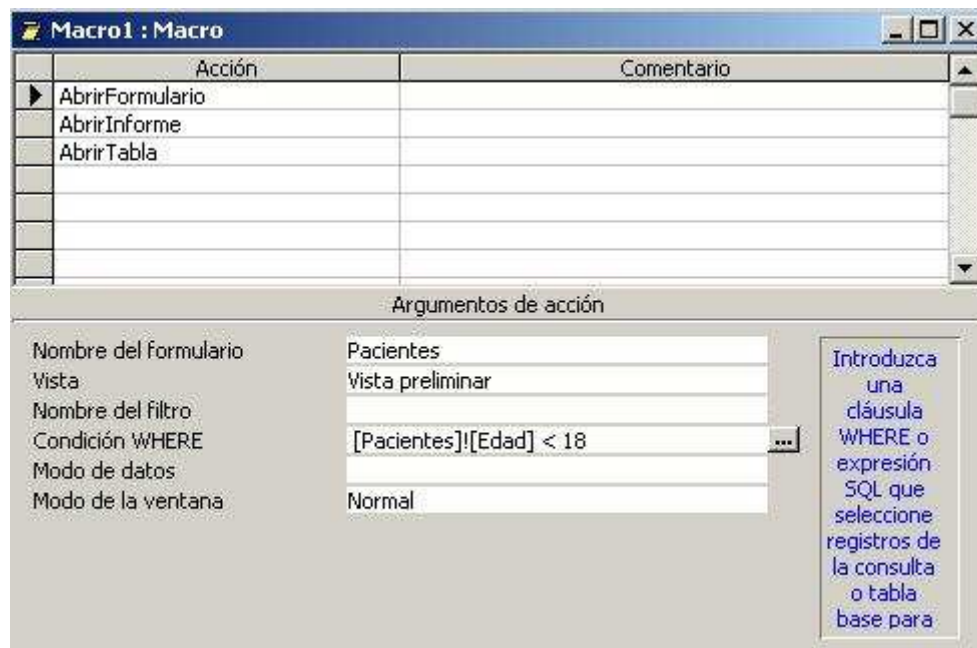 Macro1 : Macro
Acción Comentario
AbrirFormulario
AbrirInforme
AbrirTabla
Argumentos de acción
Nombre del formulario Pacientes
Vista Vista preliminar
Nombre del filtro
Condición WHERE [Pacientes]![Edad] < 18 ...
Modo de datos
Modo de la ventana Normal
Introduzca
una
cláusula
WHERE o
expresión
SQL que
seleccione
registros de
la consulta
o tabla
base para